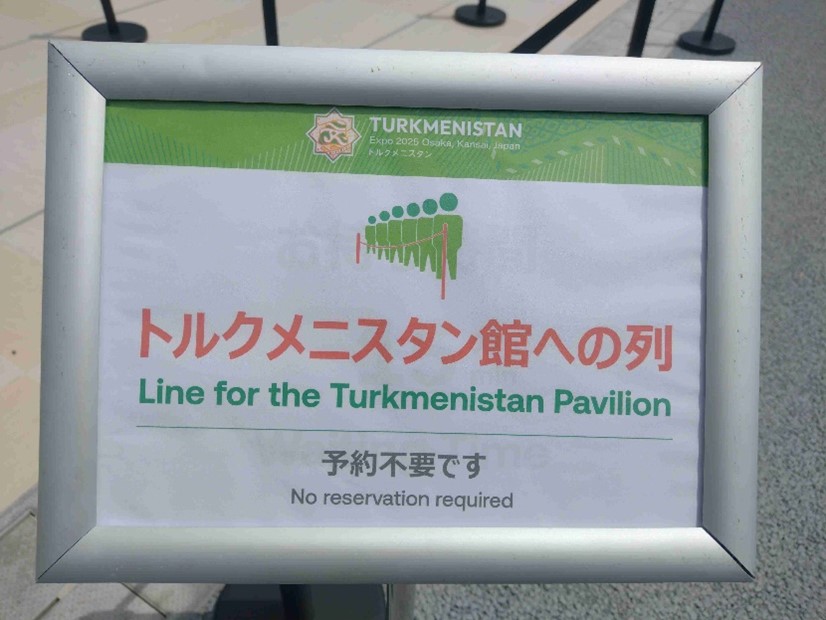 TURKMENISTAN
Expo 2025 Osaka, Kansai, Japan
トルクメニスタン
トルクメニスタン館への列
Line for the Turkmenistan Pavilion
予約不要です
No reservation required